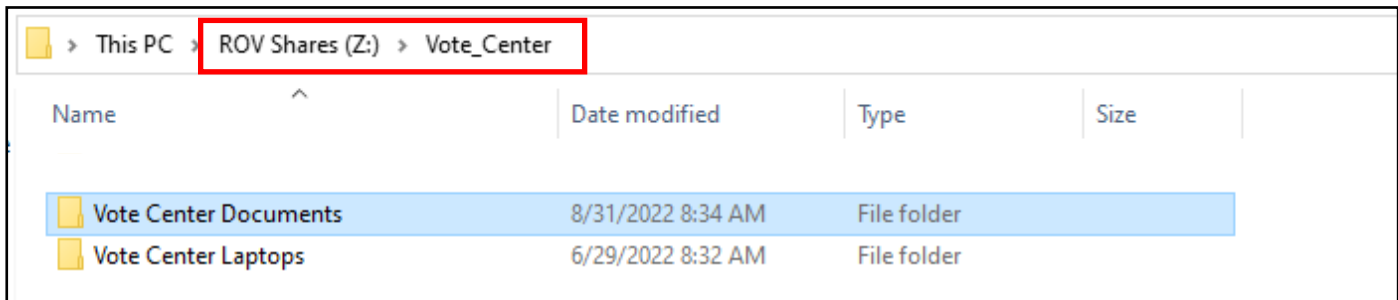 > This PC > ROV Shares (Z:) > Vote_Center
Name Date modified Type Size
Vote Center Documents 8/31/2022 8:34 AM File folder
Vote Center Laptops 6/29/2022 8:32 AM File folder